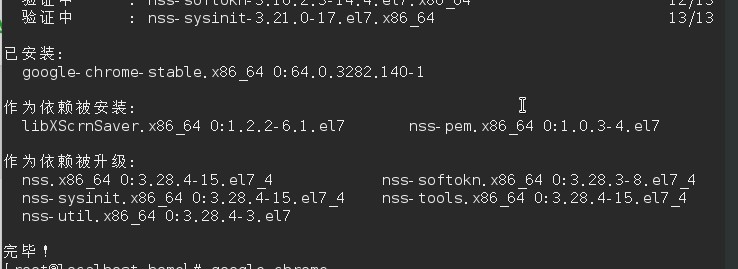 验证中 : nss-softokn-3.16.2.3-14.4.el7.x86_64 12/13
验证中 : nss-sysinit-3.21.0-17.el7.x86_64 13/13
已安装:
google-chrome-stable.x86_64 0:64.0.3282.140-1
作为依赖被安装:
libXScrnSaver.x86_64 0:1.2.2-6.1.el7 nss-pem.x86_64 0:1.0.3-4.el7
作为依赖被升级:
nss.x86_64 0:3.28.4-15.el7_4 nss-softokn.x86_64 0:3.28.3-8.el7_4
nss-sysinit.x86_64 0:3.28.4-15.el7_4 nss-tools.x86_64 0:3.28.4-15.el7_4
nss-util.x86_64 0:3.28.4-3.el7
完毕!
[root@localhost home]# google-chrome